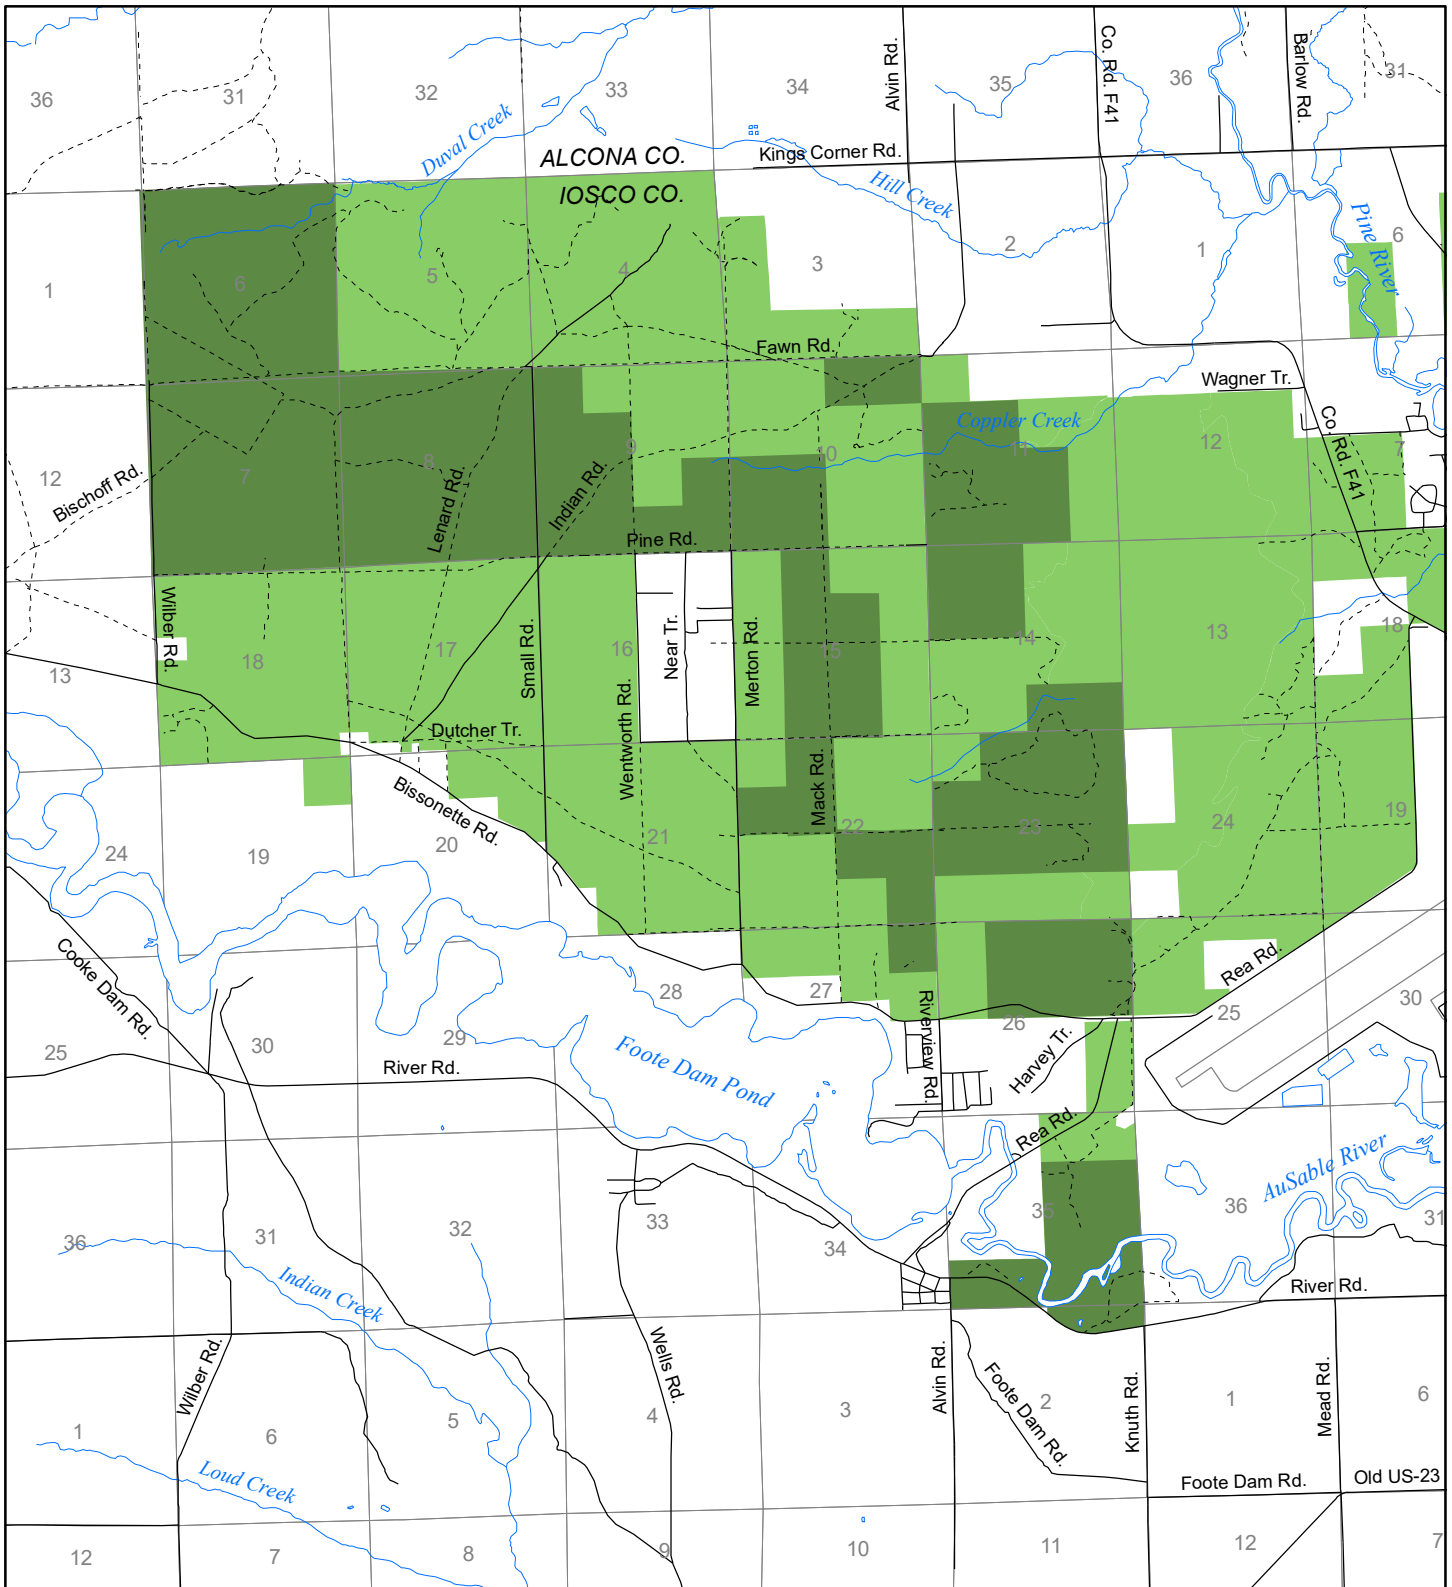 36
31
32
33
34
Alvin Rd.
35
Co. Rd. F41
36
Barlow Rd.
31
Duval Creek
ALCONA CO.
Kings Corner Rd.
IOSCO CO.
Hill Creek
Pine River
1
6
5
4
3
2
1
6
Fawn Rd.
Wagner Tr.
12
Bischoff Rd.
7
8
Lenard Rd.
Indian Rd.
9
10
Coppler Creek
11
12
Co. Rd. F41
7
Pine Rd.
Wilber Rd.
13
18
17
Small Rd.
16
Near Tr.
Merton Rd.
15
14
13
18
Dutcher Tr.
Wentworth Rd.
Mack Rd.
Bissonette Rd.
24
19
20
21
22
23
24
19
Cooke Dam Rd.
28
27
Riverview Rd.
26
Rea Rd.
25
30
25
30
29
River Rd.
Foote Dam Pond
Harvey Tr.
Rea Rd.
AuSable River
36
31
32
33
34
35
36
31
Indian Creek
River Rd.
Wilber Rd.
Wells Rd.
Alvin Rd.
Foote Dam Rd.
Knuth Rd.
Mead Rd.
1
6
5
4
3
2
1
6
Loud Creek
Foote Dam Rd.
Old US-23
12
7
8
9
10
11
12
7